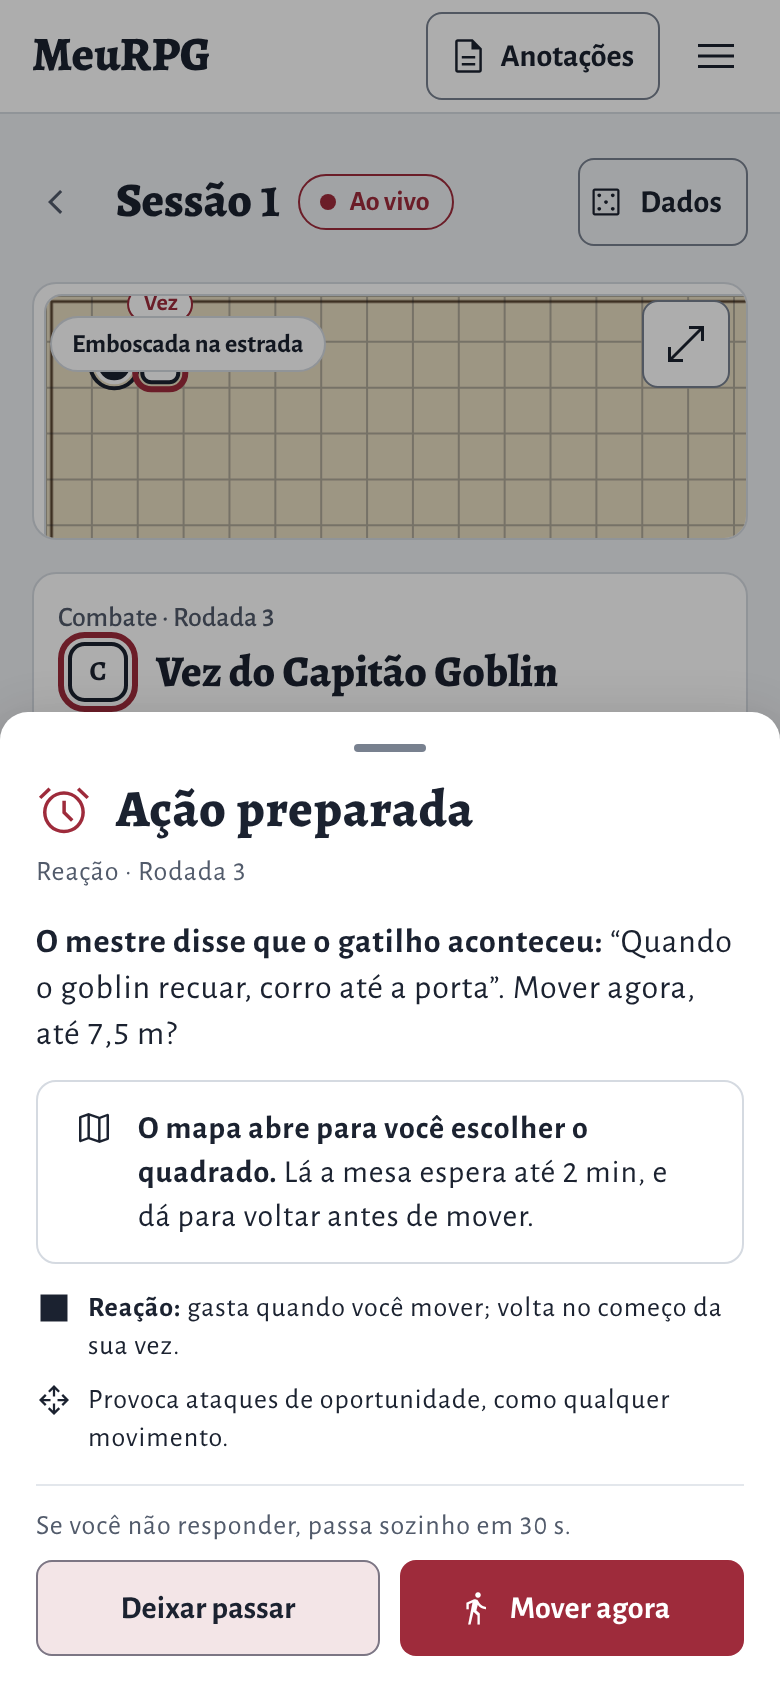 MeuRPG
Anotações
Sessão 1
Ao vivo
Dados
Vez
Emboscada na estrada
Combate · Rodada 3
C
Vez do Capitão Goblin
Ação preparada
Reação · Rodada 3
O mestre disse que o gatilho aconteceu: “Quando
o goblin recuar, corro até a porta”. Mover agora,
até 7,5 m?
O mapa abre para você escolher o
quadrado. Lá a mesa espera até 2 min, e
dá para voltar antes de mover.
Reação: gasta quando você mover; volta no começo da
sua vez.
Provoca ataques de oportunidade, como qualquer
movimento.
Se você não responder, passa sozinho em 30 s.
Deixar passar
Mover agora